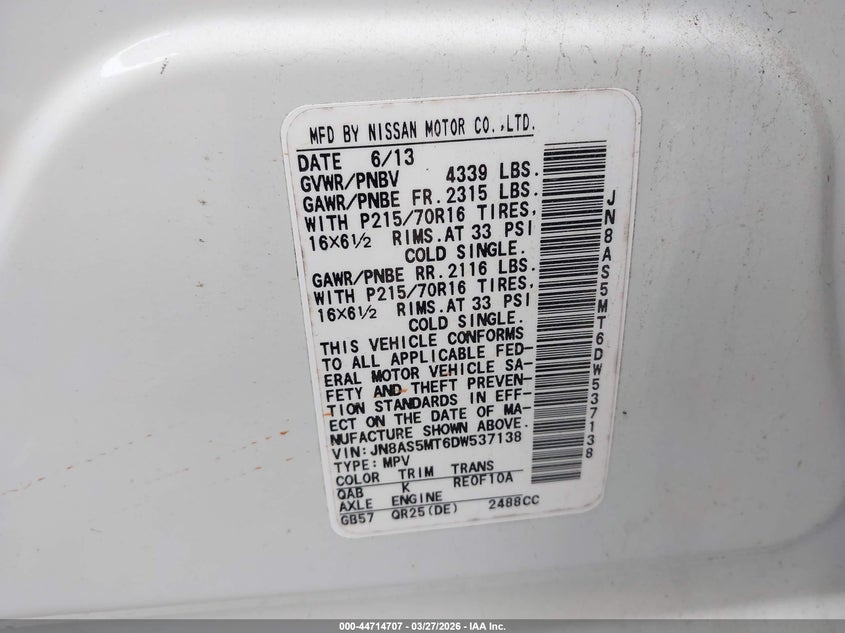 MFD BY NISSAN MOTOR CO.,LTD.
DATE 6/13
GVWR/PNBV 4339 LBS.
GAWR/PNBE FR. 2315 LBS.
WITH P215/70R16 TIRES,
16X6½ RIMS. AT 33 PSI
COLD SINGLE.
GAWR/PNBE RR. 2116 LBS.
WITH P215/70R16 TIRES,
16X6½ RIMS. AT 33 PSI
COLD SINGLE.
THIS VEHICLE CONFORMS
TO ALL APPLICABLE FED-
ERAL MOTOR VEHICLE SA-
FETY AND THEFT PREVEN-
TION STANDARDS IN EFF-
ECT ON THE DATE OF MA-
NUFACTURE SHOWN ABOVE.
VIN: JN8AS5MT6DW537138
TYPE: MPV
COLOR TRIM TRANS
QAB K RE0F10A
AXLE ENGINE
GB57 QR25(DE) 2488CC
JN8AS5MT6DW537138
000-44714707 - 03/27/2026 - IAA Inc.